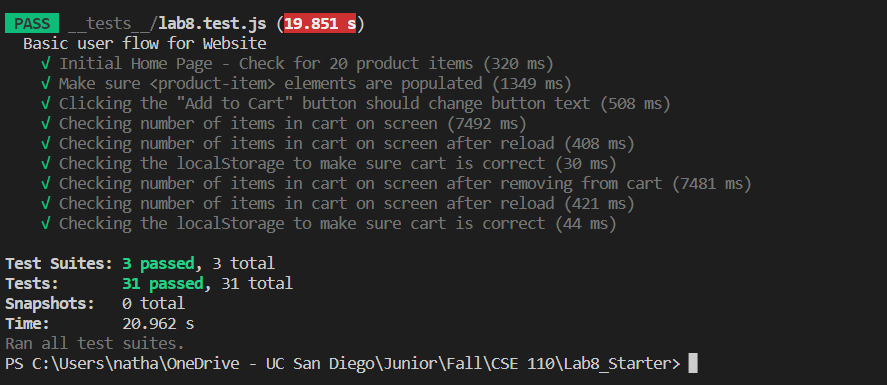 PASS __tests__/lab8.test.js (19.851 s)
Basic user flow for Website
√ Initial Home Page - Check for 20 product items (320 ms)
√ Make sure <product-item> elements are populated (1349 ms)
√ Clicking the "Add to Cart" button should change button text (508 ms)
√ Checking number of items in cart on screen (7492 ms)
√ Checking number of items in cart on screen after reload (408 ms)
√ Checking the localStorage to make sure cart is correct (30 ms)
√ Checking number of items in cart on screen after removing from cart (7481 ms)
√ Checking number of items in cart on screen after reload (421 ms)
√ Checking the localStorage to make sure cart is correct (44 ms)
Test Suites: 3 passed, 3 total
Tests: 31 passed, 31 total
Snapshots: 0 total
Time: 20.962 s
Ran all test suites.
PS C:\Users\natha\OneDrive - UC San Diego\Junior\Fall\CSE 110\Lab8_Starter>